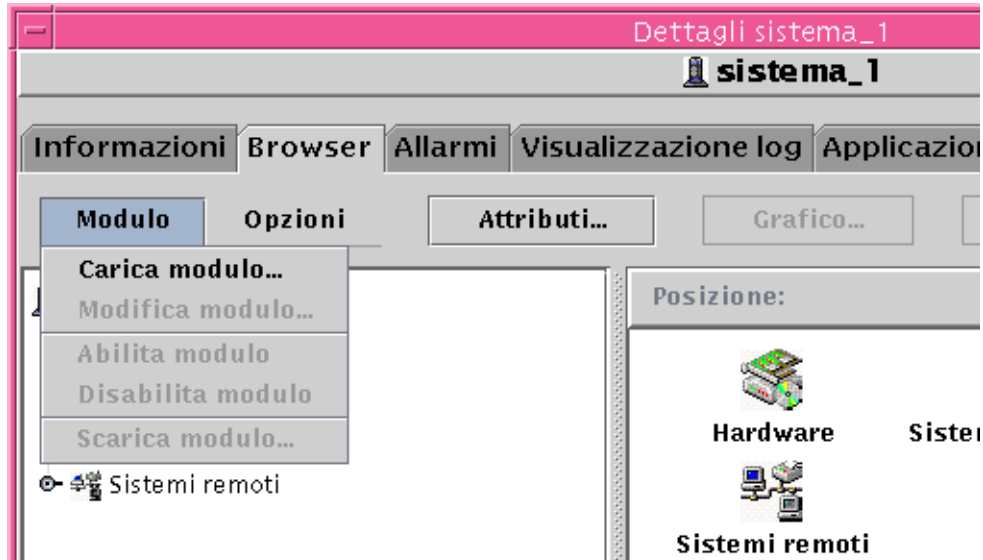 Dettagli sistema_1
sistema_1
Informazioni Browser Allarmi Visualizzazione log
Modulo Opzioni Attributi... Grafico...
Carica modulo...
Modifica modulo...
Posizione:
Abilita modulo
Disabilita modulo
Scarica modulo...
Hardware
Sistemi remoti
Sistemi remoti